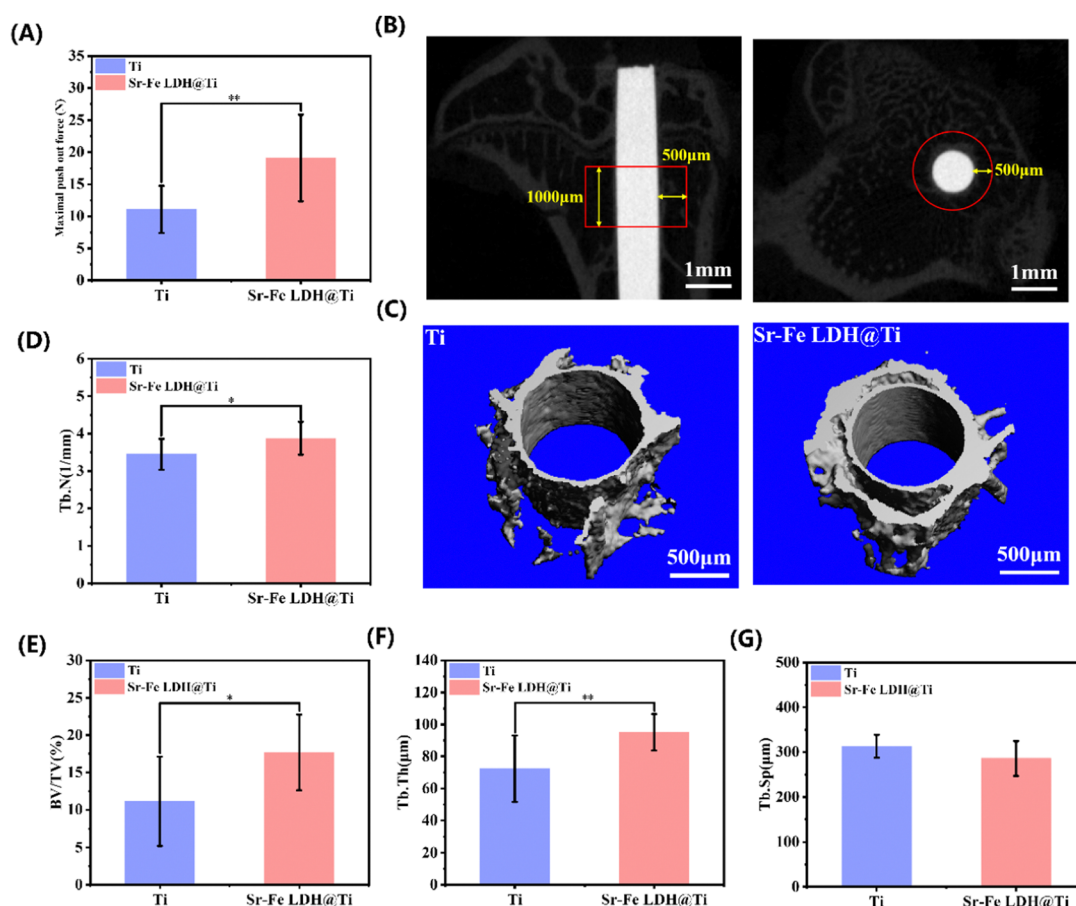 (A)
Ti
Sr-Fe LDH@Ti
**
Maximal push out force (N)
35
30
25
20
15
10
5
0
Ti
Sr-Fe LDH@Ti
(B)
500µm
1000µm
1mm
500µm
1mm
(C)
Ti
500µm
Sr-Fe LDH@Ti
500µm
(D)
Ti
Sr-Fe LDH@Ti
*
Tb.N(1/mm)
6
5
4
3
2
1
0
Ti
Sr-Fe LDH@Ti
(E)
Ti
Sr-Fe LDH@Ti
*
BV/TV(%)
30
25
20
15
10
5
0
Ti
Sr-Fe LDH@Ti
(F)
Ti
Sr-Fe LDH@Ti
**
Tb.Th(µm)
140
120
100
80
60
40
20
0
Ti
Sr-Fe LDH@Ti
(G)
Ti
Sr-Fe LDH@Ti
Tb.Sp(µm)
500
400
300
200
100
0
Ti
Sr-Fe LDH@Ti